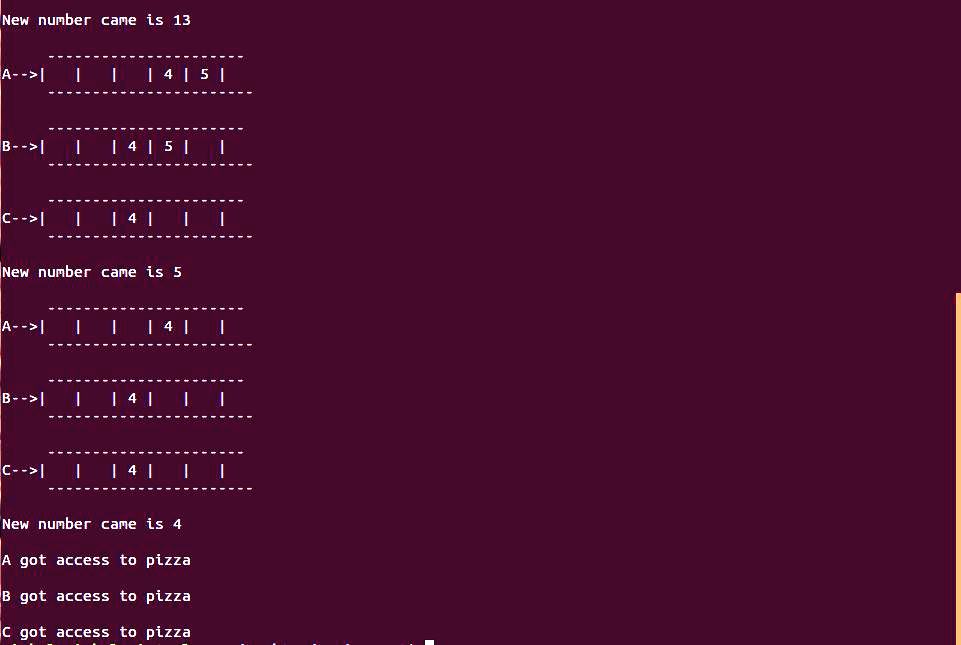 New number came is 13
----------------------
A-->|   |   |   | 4 | 5 |
-----------------------
----------------------
B-->|   |   | 4 | 5 |   |
-----------------------
----------------------
C-->|   |   | 4 |   |   |
-----------------------
New number came is 5
----------------------
A-->|   |   |   | 4 |   |
-----------------------
----------------------
B-->|   |   | 4 |   |   |
-----------------------
----------------------
C-->|   |   | 4 |   |   |
-----------------------
New number came is 4
A got access to pizza
B got access to pizza
C got access to pizza